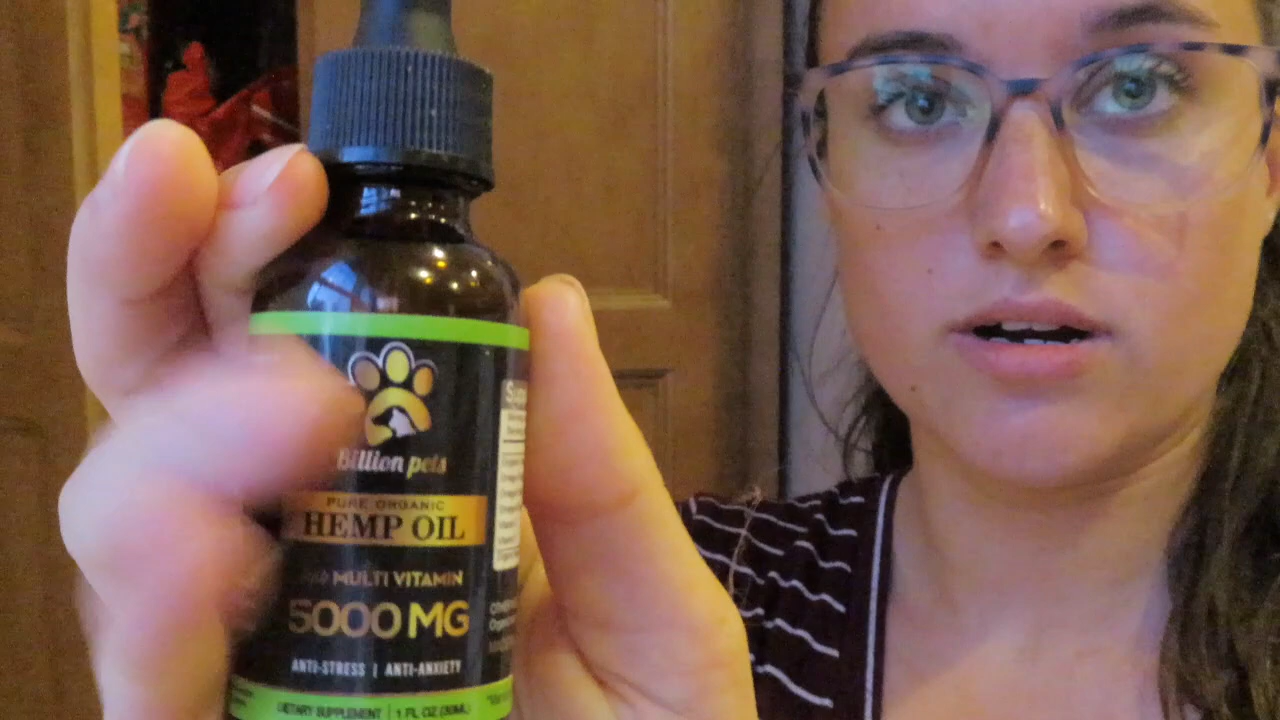 Billion pets
PURE ORGANIC
HEMP OIL
MULTI VITAMIN
5000 MG
ANTI-STRESS | ANTI-ANXIETY
DIETARY SUPPLEMENT | 1 FL OZ (30ML)